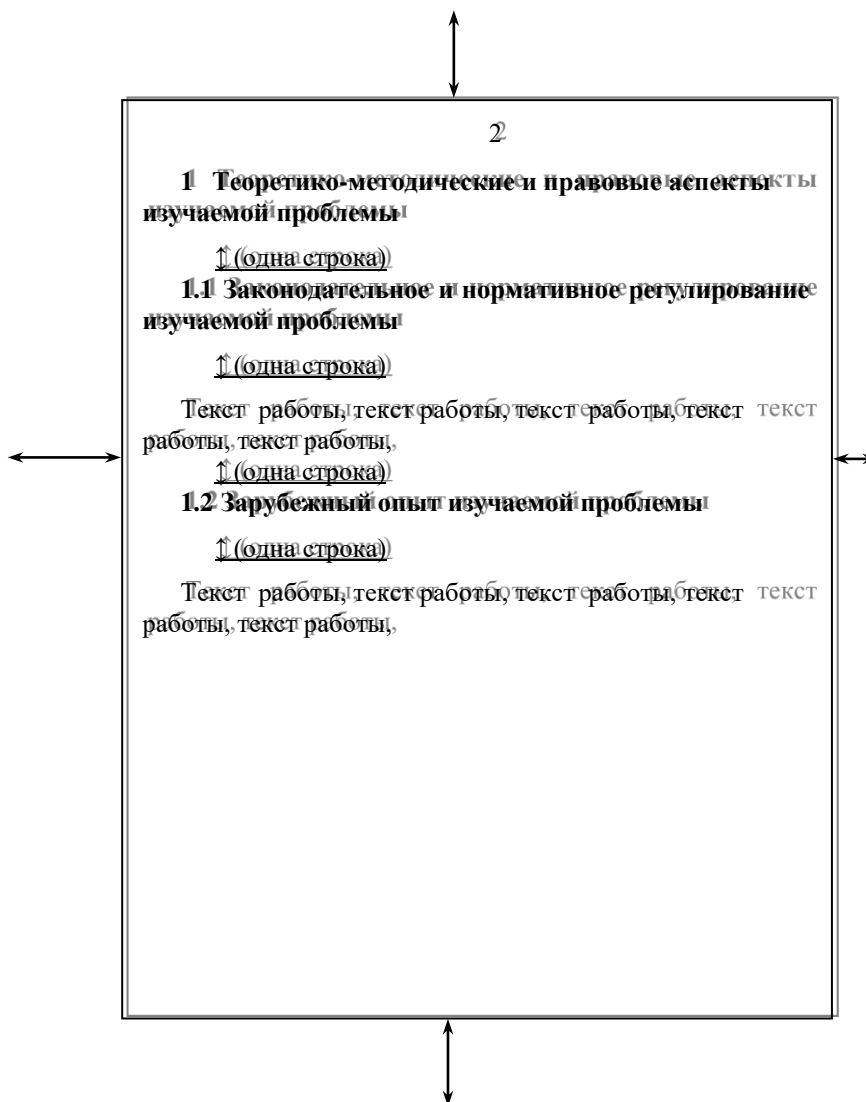 2
1 Теоретико-методические и правовые аспекты
изучаемой проблемы
↕ (одна строка)
1.1 Законодательное и нормативное регулирование
изучаемой проблемы
↕ (одна строка)
Текст работы, текст работы, текст работы, текст
работы, текст работы,
↕ (одна строка)
1.2 Зарубежный опыт изучаемой проблемы
↕ (одна строка)
Текст работы, текст работы, текст работы, текст
работы, текст работы,